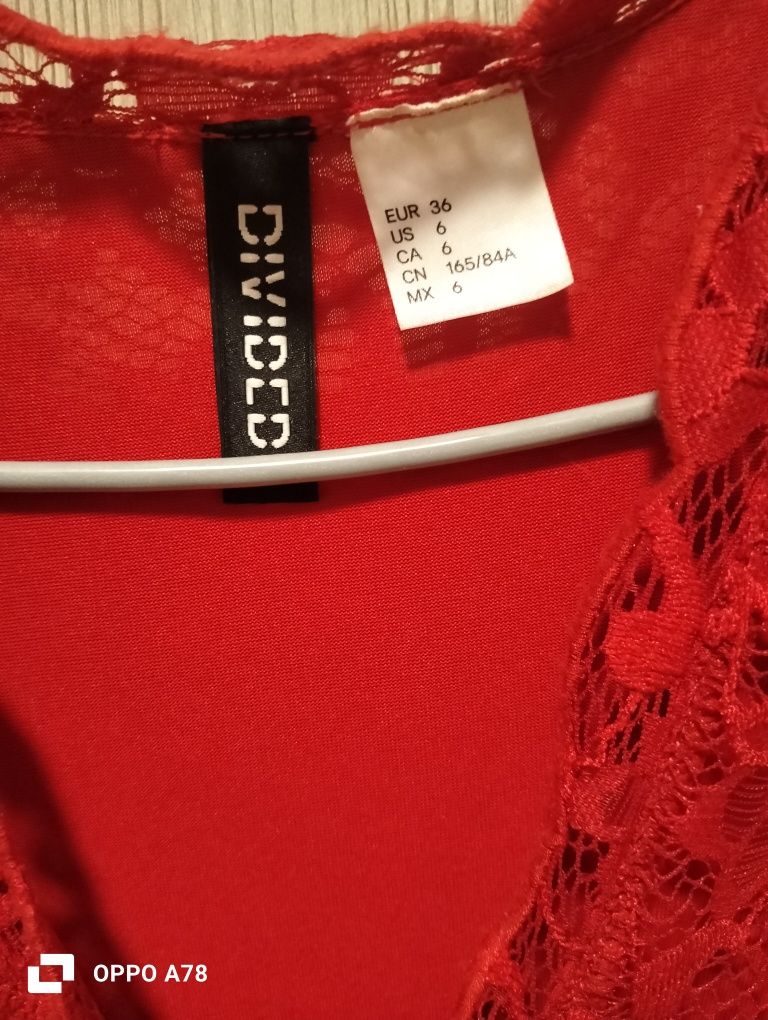 DIVIDED
EUR 36
US 6
CA 6
CN 165/84A
MX 6
OPPO A78